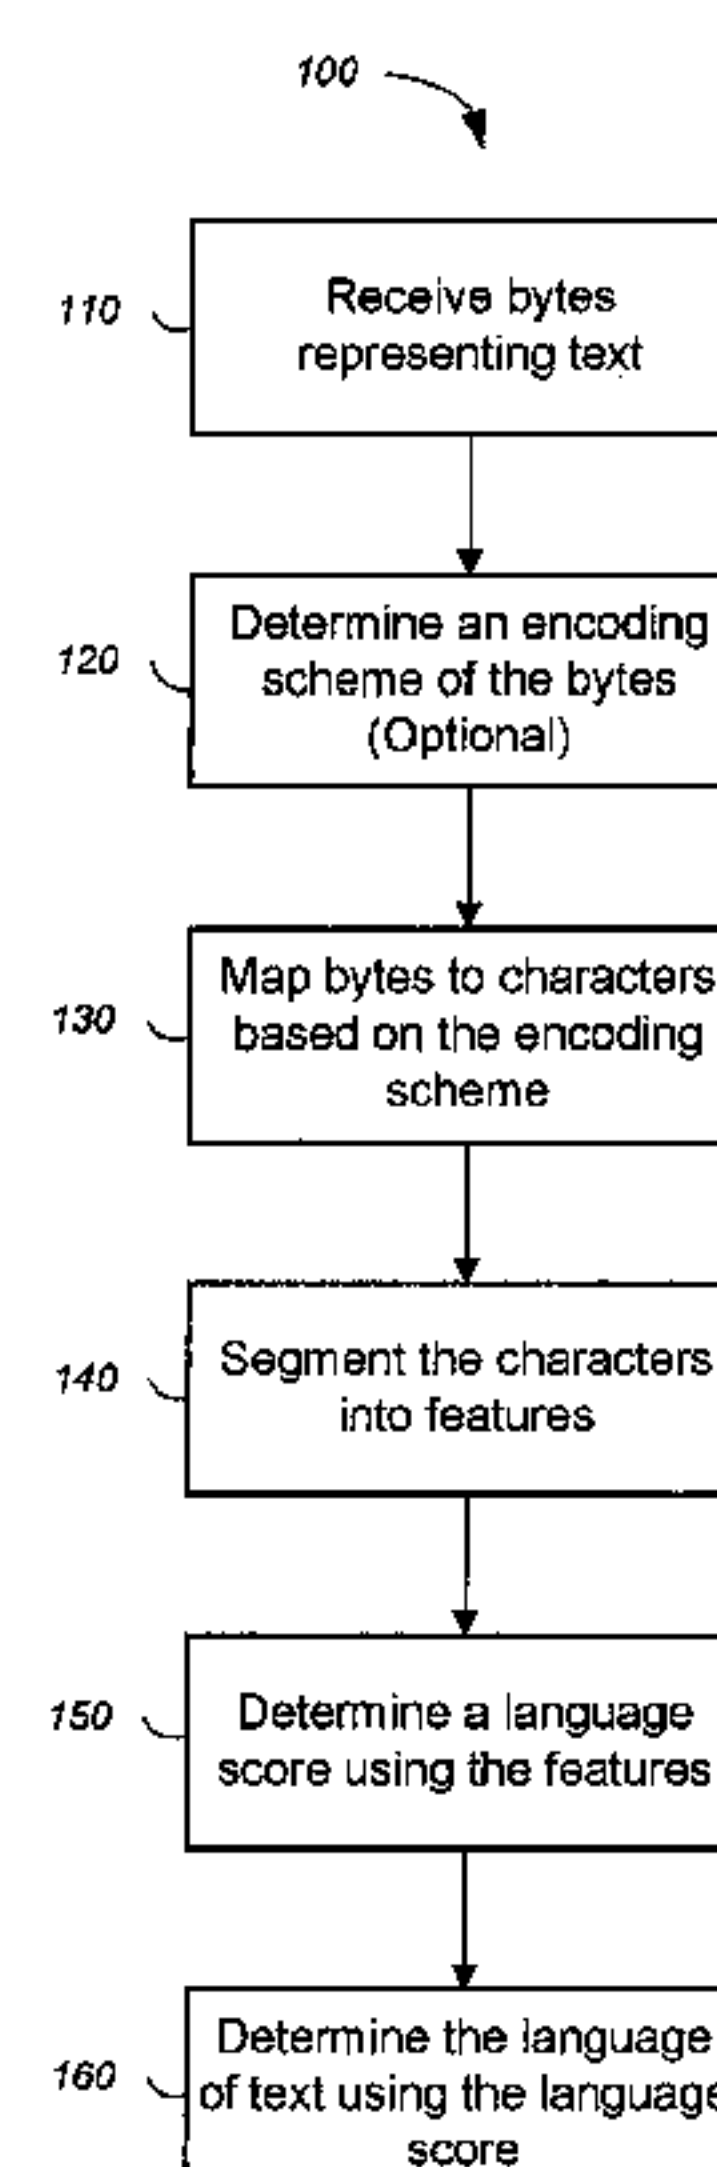 100
110
Receive bytes
representing text
120
Determine an encoding
scheme of the bytes
(Optional)
130
Map bytes to characters
based on the encoding
scheme
140
Segment the characters
into features
150
Determine a language
score using the features
160
Determine the language
of text using the language
score